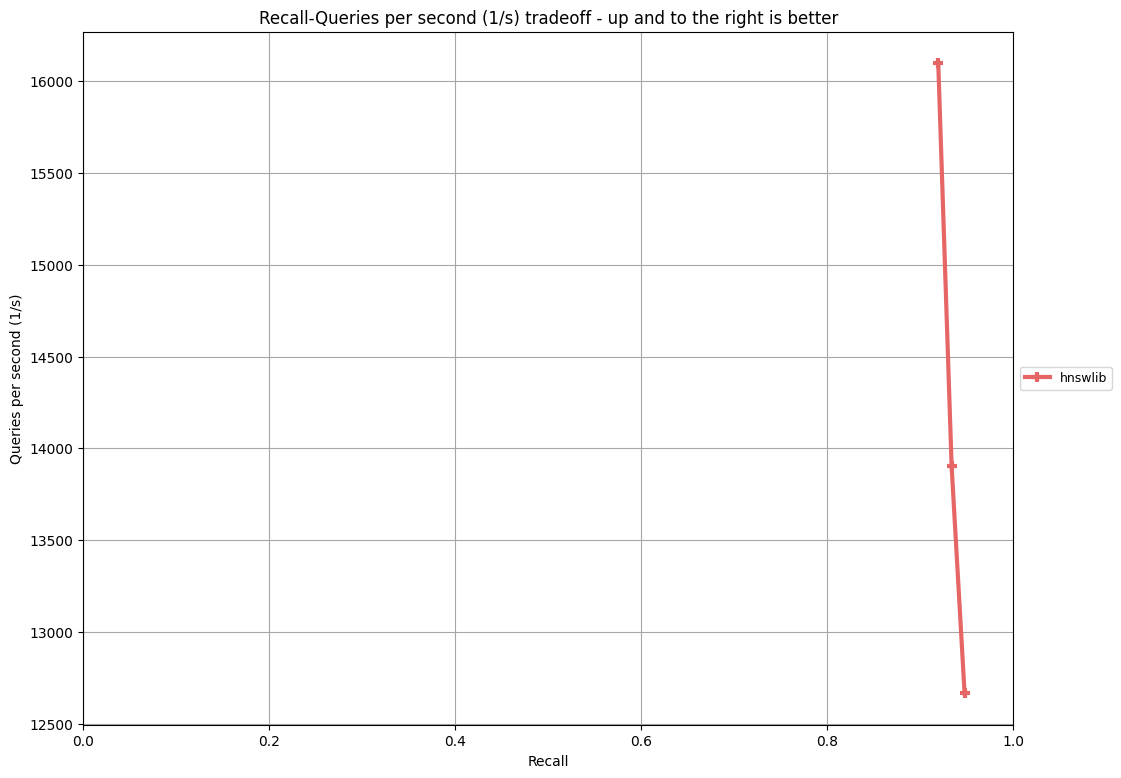 Recall-Queries per second (1/s) tradeoff - up and to the right is better
Queries per second (1/s)
16000
15500
15000
14500
14000
13500
13000
12500
0.0 0.2 0.4 0.6 0.8 1.0
Recall
hnswlib